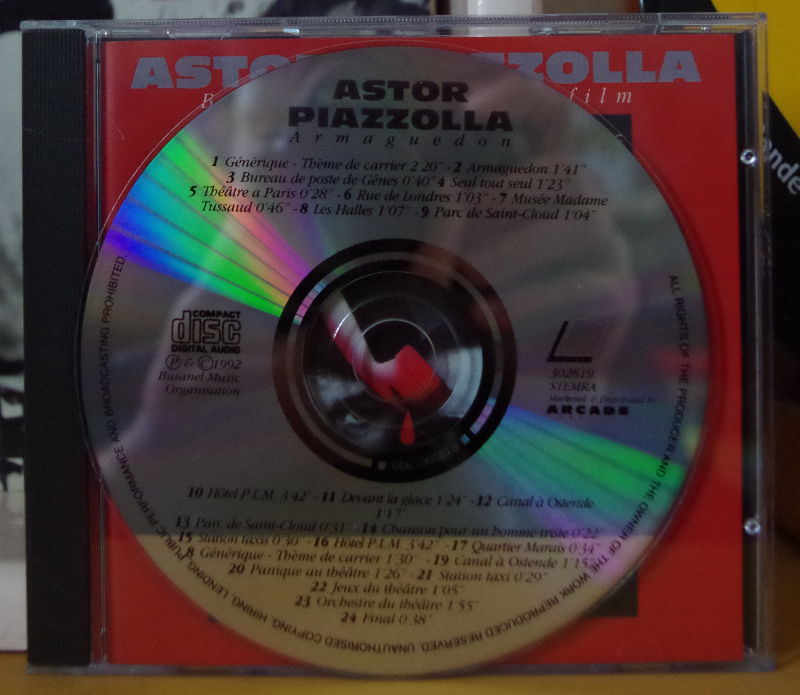 ASTOR PIAZZOLLA
film
onde
ASTOR
PIAZZOLLA
Armaguedon
1 Générique - Thème de carrier 2'20" - 2 Armaguedon 1'41"
3 Bureau de poste de Gênes 0'40" 4 Seul tout seul 1'23"
5 Théâtre a Paris 0'28" - 6 Rue de Londres 1'03" - 7 Musée Madame
Tussaud 0'46" - 8 Les Halles 1'07" - 9 Parc de Saint-Cloud 1'04"
COMPACT
disc
DIGITAL AUDIO
Ⓟ & © 1992
Busanel Music
Organisation
302819
STEMRA
Marketed & Distributed by
ARCADE
10 Hôtel P.L.M. 3'42" - 11 Devant la glace 1'24" - 12 Canal à Ostende
1'17"
13 Parc de Saint-Cloud 0'31" - 14 Chanson pour un homme triste 0'22"
15 Station taxis 0'30" - 16 Hôtel P.L.M. 3'42" - 17 Quartier Marais 0'34"
8 Générique - Thème de carrier 1'30" - 19 Canal à Ostende 1'15"
20 Panique au théâtre 1'26" - 21 Station taxi 0'29"
22 Jeux du théâtre 1'05"
23 Orchestre du théâtre 1'55"
24 Final 0'38"
ALL RIGHTS OF THE PRODUCER AND THE OWNER OF THE WORK REPRODUCED RESERVED. UNAUTHORISED COPYING, HIRING, LENDING, PUBLIC PERFORMANCE AND BROADCASTING PROHIBITED